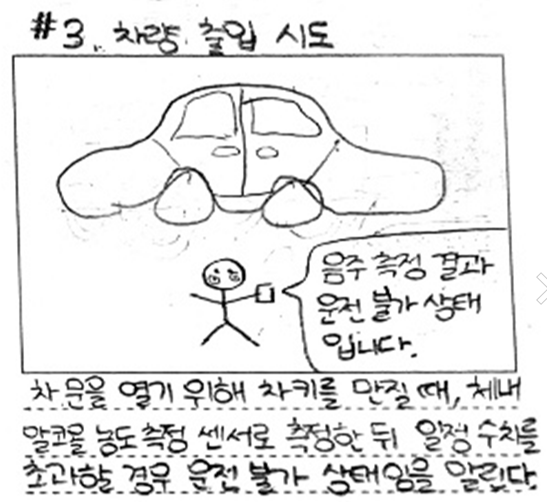 #3. 차량 출입 시도
음주 측정 결과
운전 불가 상태
입니다.
차 문을 열기 위해 차키를 만질 때, 체내
알코올 농도 측정 센서로 측정한 뒤 일정 수치를
초과할 경우 운전 불가 상태임을 알린다